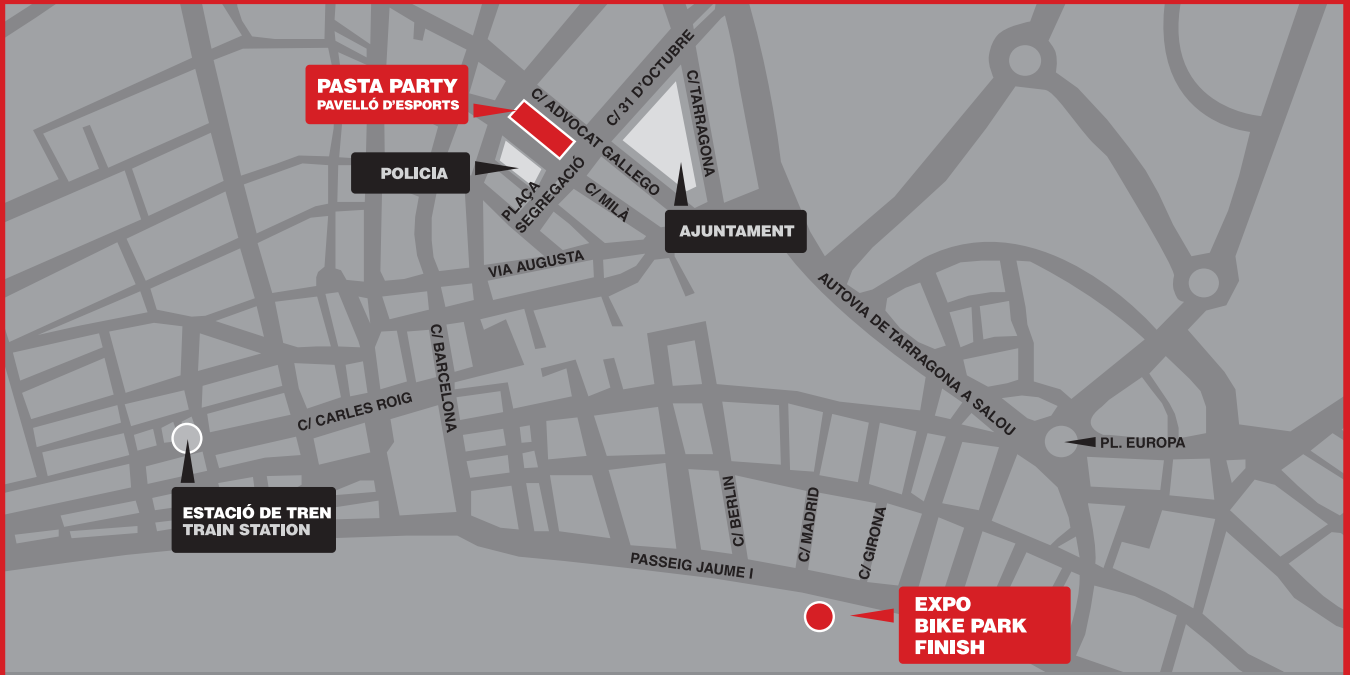 PASTA PARTY
PAVELLÓ D'ESPORTS
POLICIA
C/ ADVOCAT GALLEGO
C/ 31 D'OCTUBRE
C/ TARRAGONA
PLAÇA
SEGREGACIÓ
C/ MILÀ
AJUNTAMENT
VIA AUGUSTA
AUTOVIA DE TARRAGONA A SALOU
C/ BARCELONA
C/ CARLES ROIG
PL. EUROPA
ESTACIÓ DE TREN
TRAIN STATION
C/ BERLIN
C/ MADRID
C/ GIRONA
PASSEIG JAUME I
EXPO
BIKE PARK
FINISH